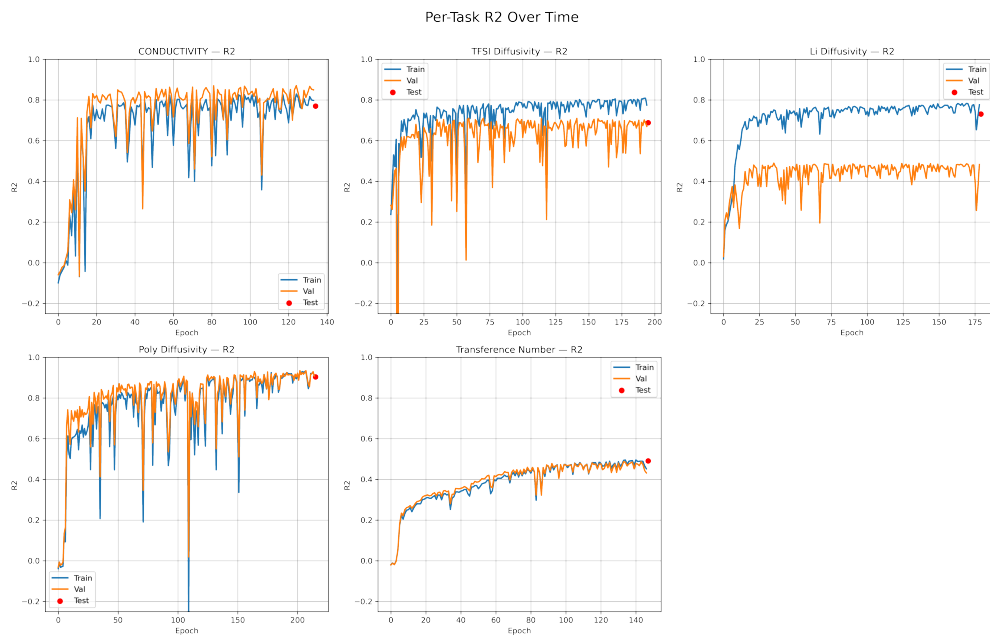 Per-Task R2 Over Time
CONDUCTIVITY — R2
1.0
0.8
0.6
0.4
0.2
0.0
−0.2
R2
0
20
40
60
80
100
120
140
Epoch
Train
Val
Test
TFSI Diffusivity — R2
1.0
0.8
0.6
0.4
0.2
0.0
−0.2
R2
0
25
50
75
100
125
150
175
200
Epoch
Train
Val
Test
Li Diffusivity — R2
1.0
0.8
0.6
0.4
0.2
0.0
−0.2
R2
0
25
50
75
100
125
150
175
Epoch
Train
Val
Test
Poly Diffusivity — R2
1.0
0.8
0.6
0.4
0.2
0.0
−0.2
R2
0
50
100
150
200
Epoch
Train
Val
Test
Transference Number — R2
1.0
0.8
0.6
0.4
0.2
0.0
−0.2
R2
0
20
40
60
80
100
120
140
Epoch
Train
Val
Test